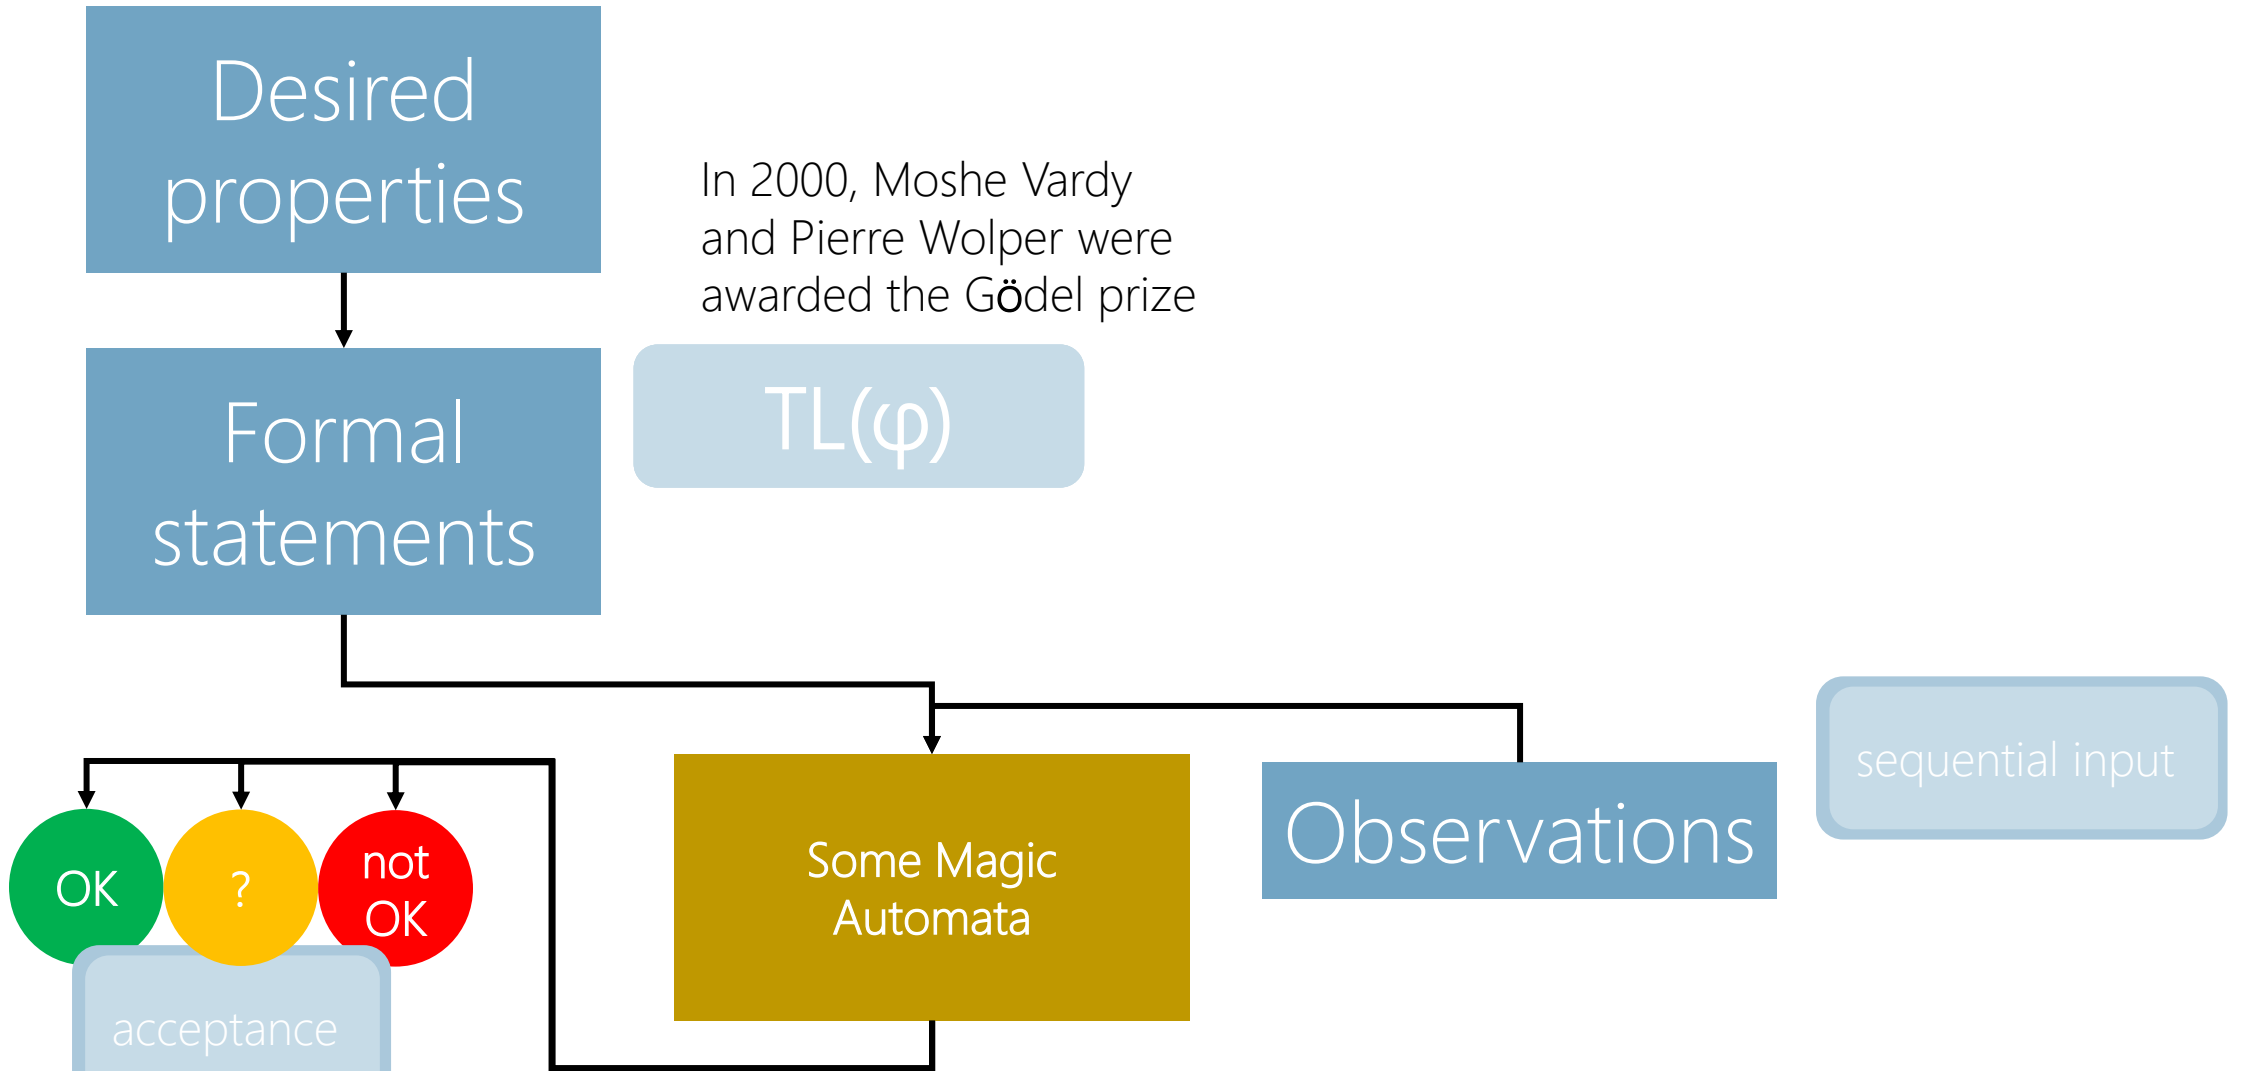 Desired
properties
In 2000, Moshe Vardy
and Pierre Wolper were
awarded the Gödel prize
Formal
statements
TL(φ)
sequential input
Some Magic
Automata
Observations
OK
?
not
OK
acceptance